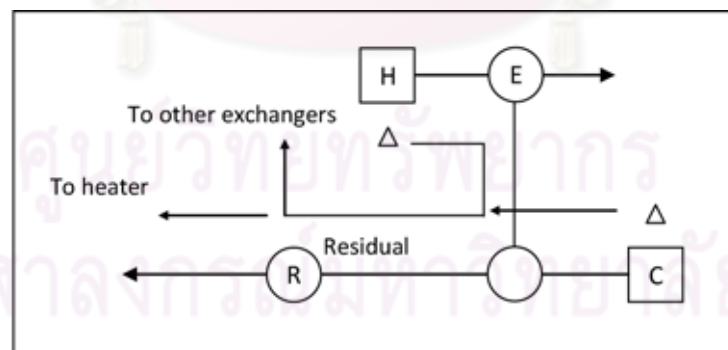 H
E
To other exchangers
△
To heater
△
Residual
R
C
ศูนย์วิทยทรัพยากร
จุฬาลงกรณ์มหาวิทยาลัย